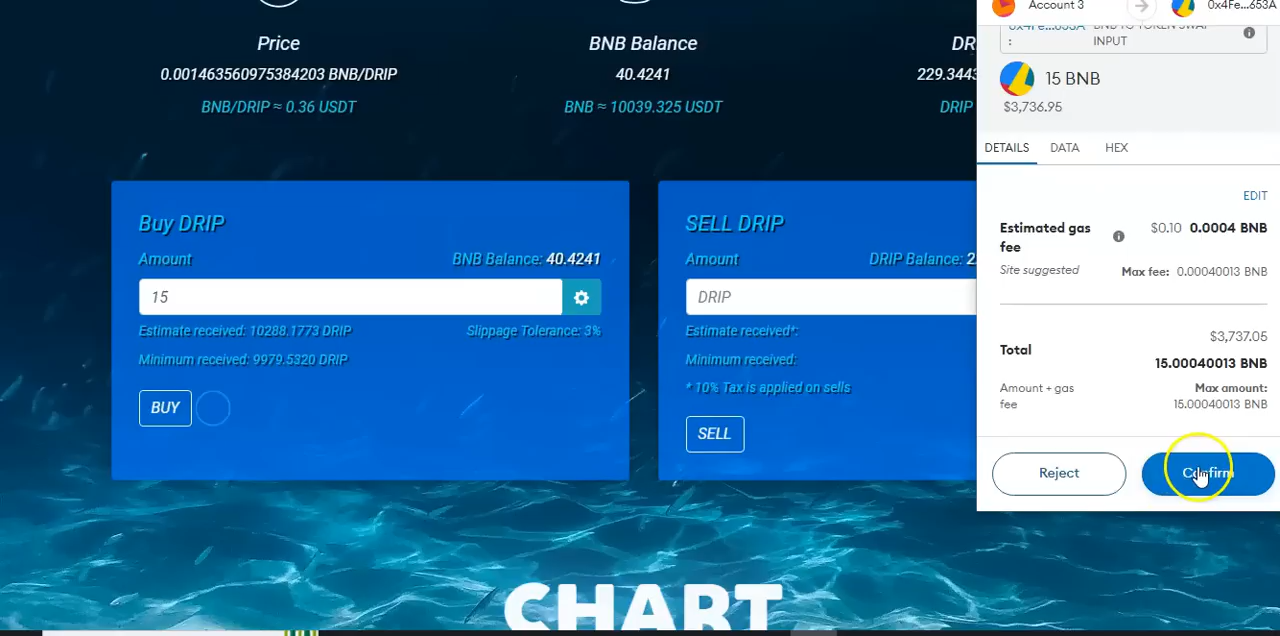 Price
0.001463560975384203 BNB/DRIP
BNB/DRIP ≈ 0.36 USDT
BNB Balance
40.4241
BNB ≈ 10039.325 USDT
DR
229.3443
DRIP
Buy DRIP
Amount BNB Balance: 40.4241
15
Estimate received: 10288.1773 DRIP Slippage Tolerance: 3%
Minimum received: 9979.5320 DRIP
BUY
SELL DRIP
Amount DRIP Balance: 2
DRIP
Estimate received*:
Minimum received:
* 10% Tax is applied on sells
SELL
CHART
Account 3 0x4Fe...653A
0x4Fe...653A BNB TO TOKEN SWAP
: INPUT
15 BNB
$3,736.95
DETAILS DATA HEX
EDIT
Estimated gas fee $0.10 0.0004 BNB
Site suggested Max fee: 0.00040013 BNB
$3,737.05
Total 15.00040013 BNB
Amount + gas fee Max amount:
15.00040013 BNB
Reject Confirm